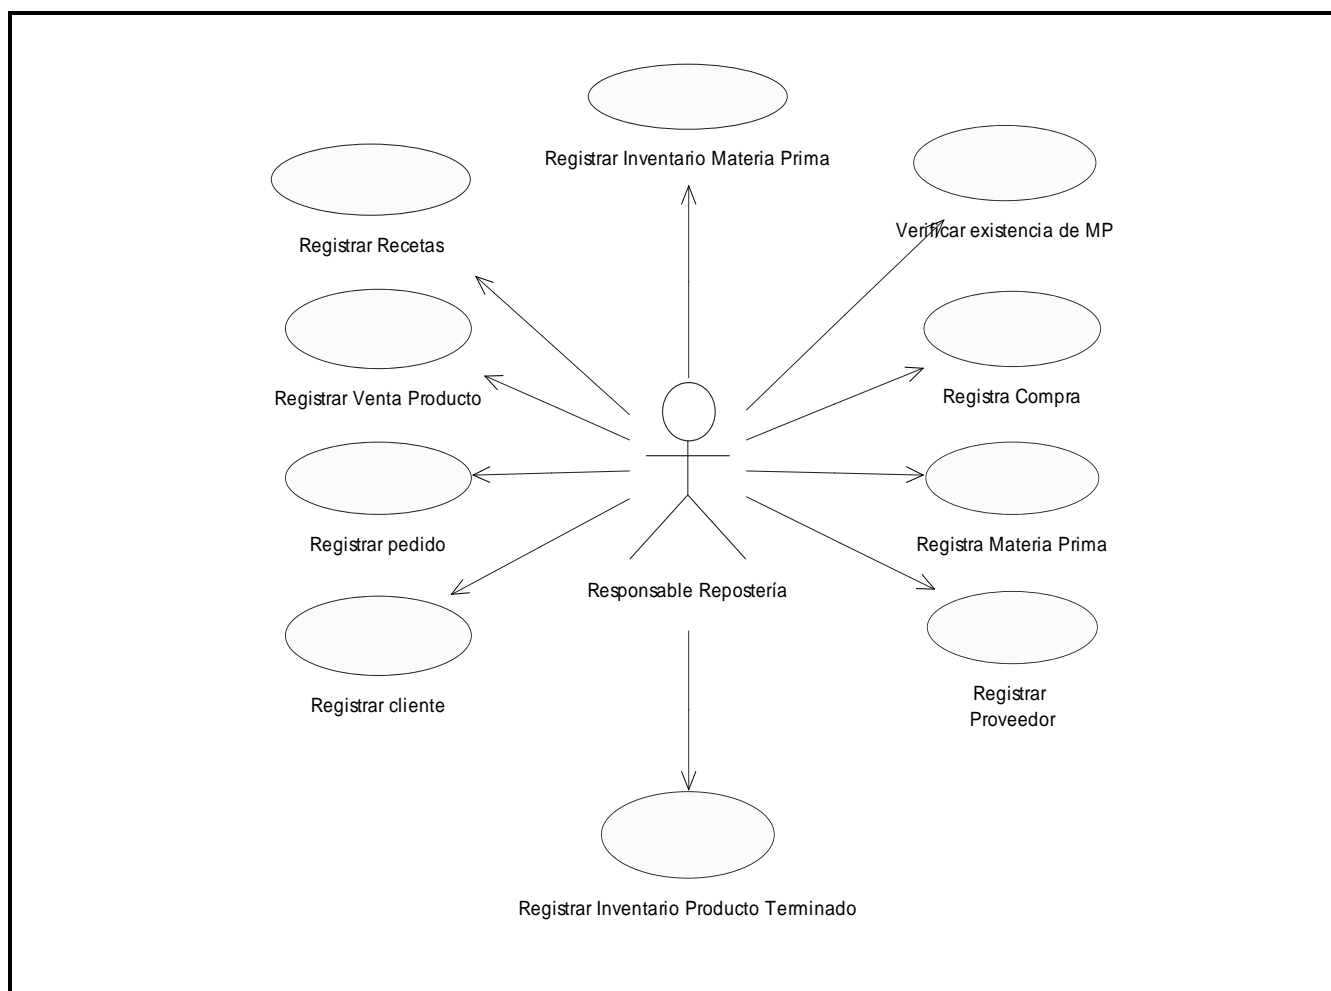 Registrar Inventario Materia Prima
Registrar Recetas
Verificar existencia de MP
Registrar Venta Producto
Registra Compra
Registrar pedido
Registra Materia Prima
Responsable Repostería
Registrar cliente
Registrar
Proveedor
Registrar Inventario Producto Terminado